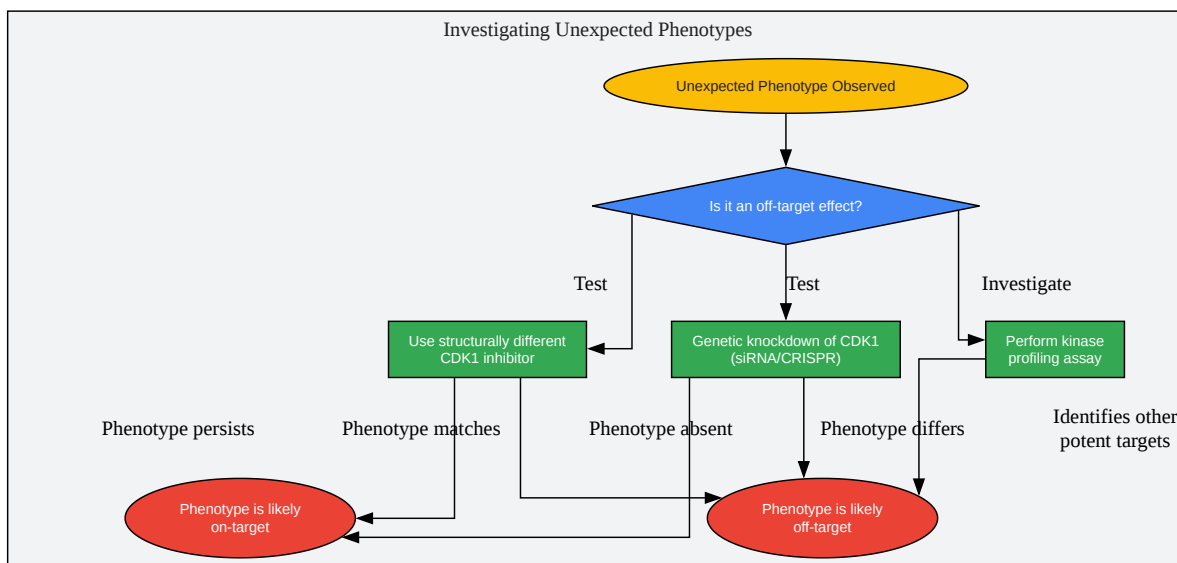 Investigating Unexpected Phenotypes
Unexpected Phenotype Observed
Is it an off-target effect?
Test
Test
Investigate
Use structurally different
CDK1 inhibitor
Genetic knockdown of CDK1
(siRNA/CRISPR)
Perform kinase
profiling assay
Phenotype persists
Phenotype matches
Phenotype absent
Phenotype differs
Identifies other
potent targets
Phenotype is likely
on-target
Phenotype is likely
off-target